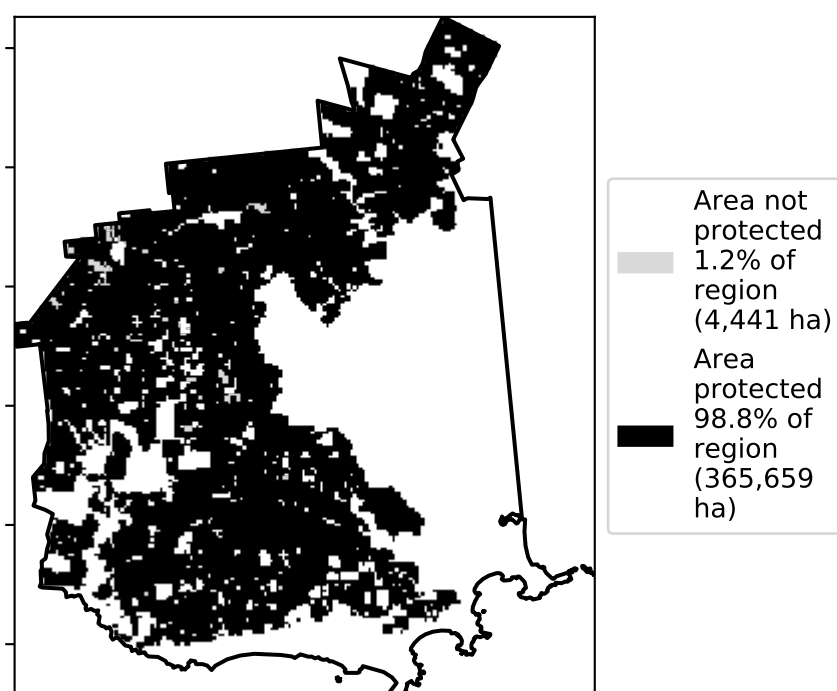 Area not
protected
1.2% of
region
(4,441 ha)
Area
protected
98.8% of
region
(365,659
ha)